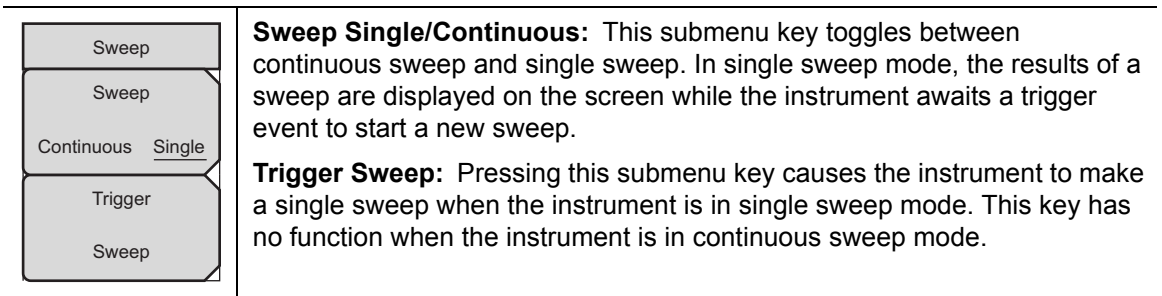 Sweep
Sweep
Continuous Single
Trigger
Sweep
Sweep Single/Continuous: This submenu key toggles between
continuous sweep and single sweep. In single sweep mode, the results of a
sweep are displayed on the screen while the instrument awaits a trigger
event to start a new sweep.
Trigger Sweep: Pressing this submenu key causes the instrument to make
a single sweep when the instrument is in single sweep mode. This key has
no function when the instrument is in continuous sweep mode.